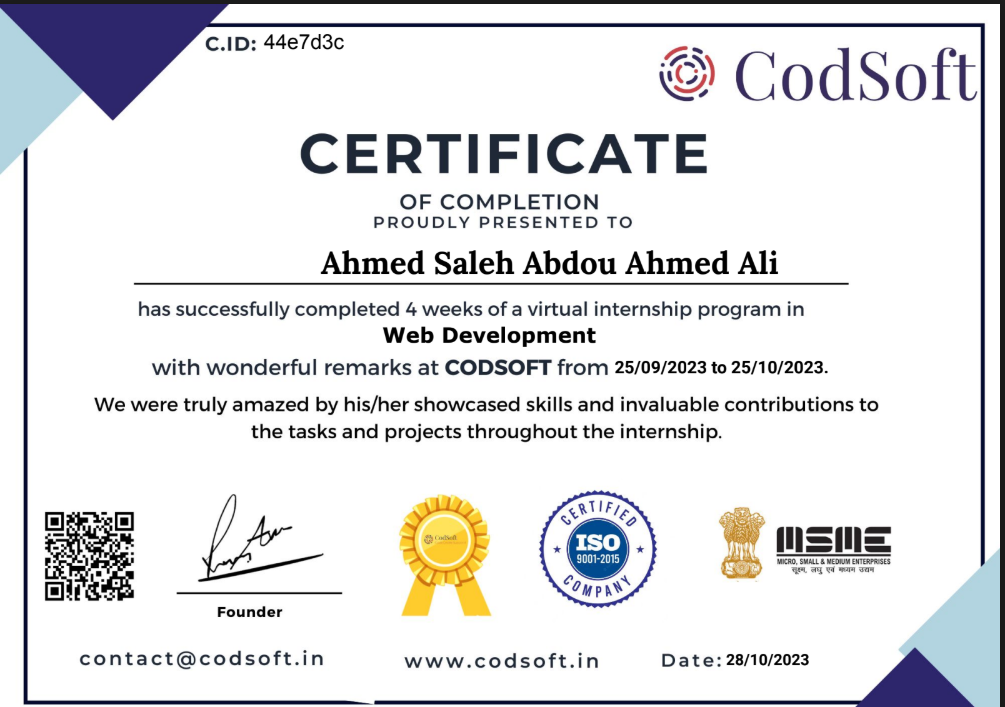 C.ID: 44e7d3c
CodSoft
CERTIFICATE
OF COMPLETION
PROUDLY PRESENTED TO
Ahmed Saleh Abdou Ahmed Ali
has successfully completed 4 weeks of a virtual internship program in
Web Development
with wonderful remarks at CODSOFT from 25/09/2023 to 25/10/2023.
We were truly amazed by his/her showcased skills and invaluable contributions to
the tasks and projects throughout the internship.
Founder
CodSoft
CERTIFIED
ISO
9001-2015
COMPANY
MSME
MICRO, SMALL & MEDIUM ENTERPRISES
सूक्ष्म, लघु एवं मध्यम उद्यम
contact@codsoft.in
www.codsoft.in
Date: 28/10/2023